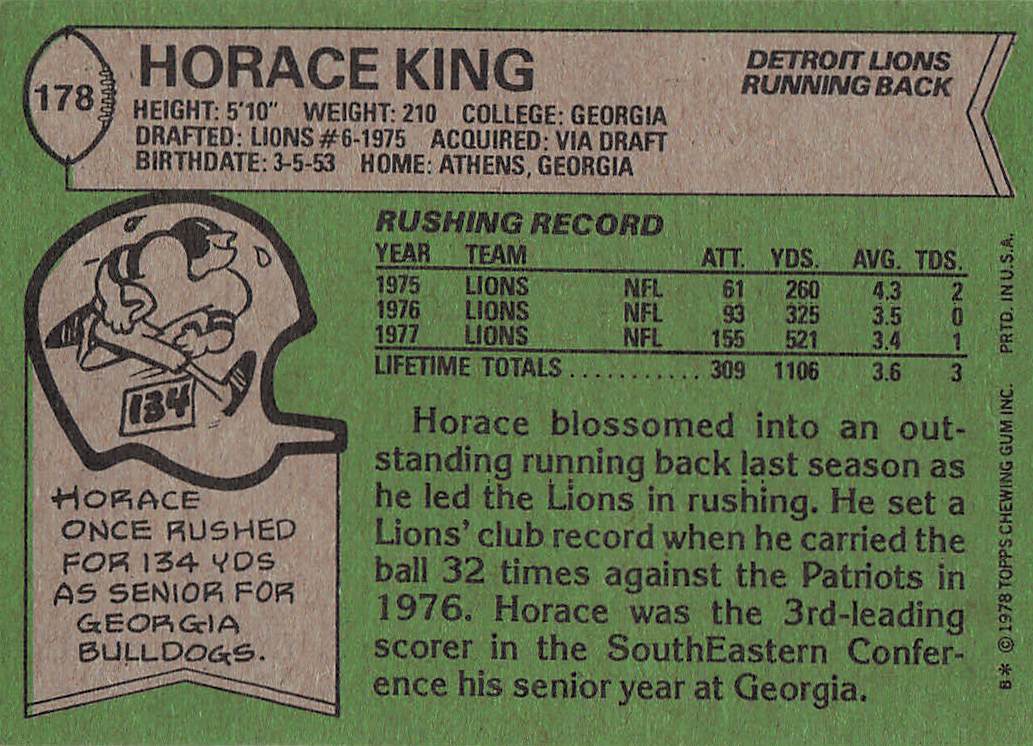 178
HORACE KING
DETROIT LIONS
RUNNING BACK
HEIGHT: 5'10" WEIGHT: 210 COLLEGE: GEORGIA
DRAFTED: LIONS #6-1975 ACQUIRED: VIA DRAFT
BIRTHDATE: 3-5-53 HOME: ATHENS, GEORGIA
134
HORACE
ONCE RUSHED
FOR 134 YDS
AS SENIOR FOR
GEORGIA
BULLDOGS.
RUSHING RECORD
YEAR TEAM ATT. YDS. AVG. TDS.
1975 LIONS NFL 61 260 4.3 2
1976 LIONS NFL 93 325 3.5 0
1977 LIONS NFL 155 521 3.4 1
LIFETIME TOTALS ........... 309 1106 3.6 3
Horace blossomed into an out-
standing running back last season as
he led the Lions in rushing. He set a
Lions' club record when he carried the
ball 32 times against the Patriots in
1976. Horace was the 3rd-leading
scorer in the SouthEastern Confer-
ence his senior year at Georgia.
B* © 1978 TOPPS CHEWING GUM INC. PRTD. IN U.S.A.